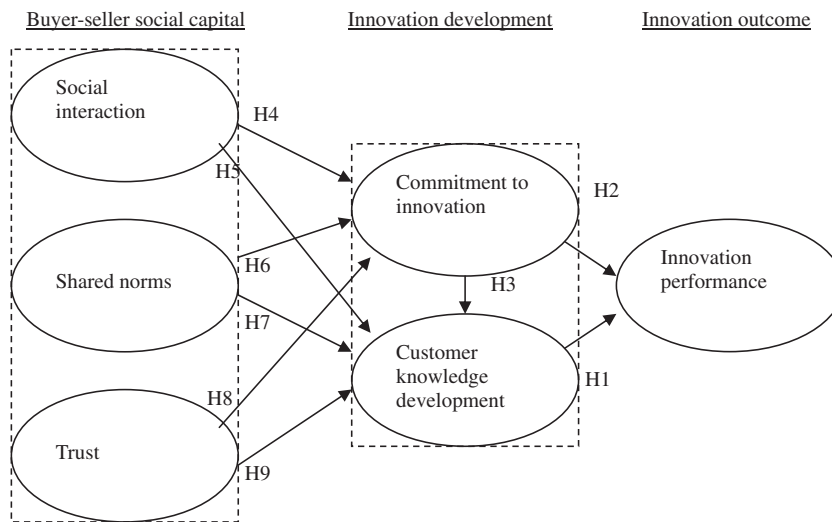 Buyer-seller social capital
Innovation development
Innovation outcome
Social
interaction
H4
H5
Commitment to
innovation
H2
Shared norms
H6
H7
H3
Innovation
performance
Customer
knowledge
development
H1
H8
Trust
H9